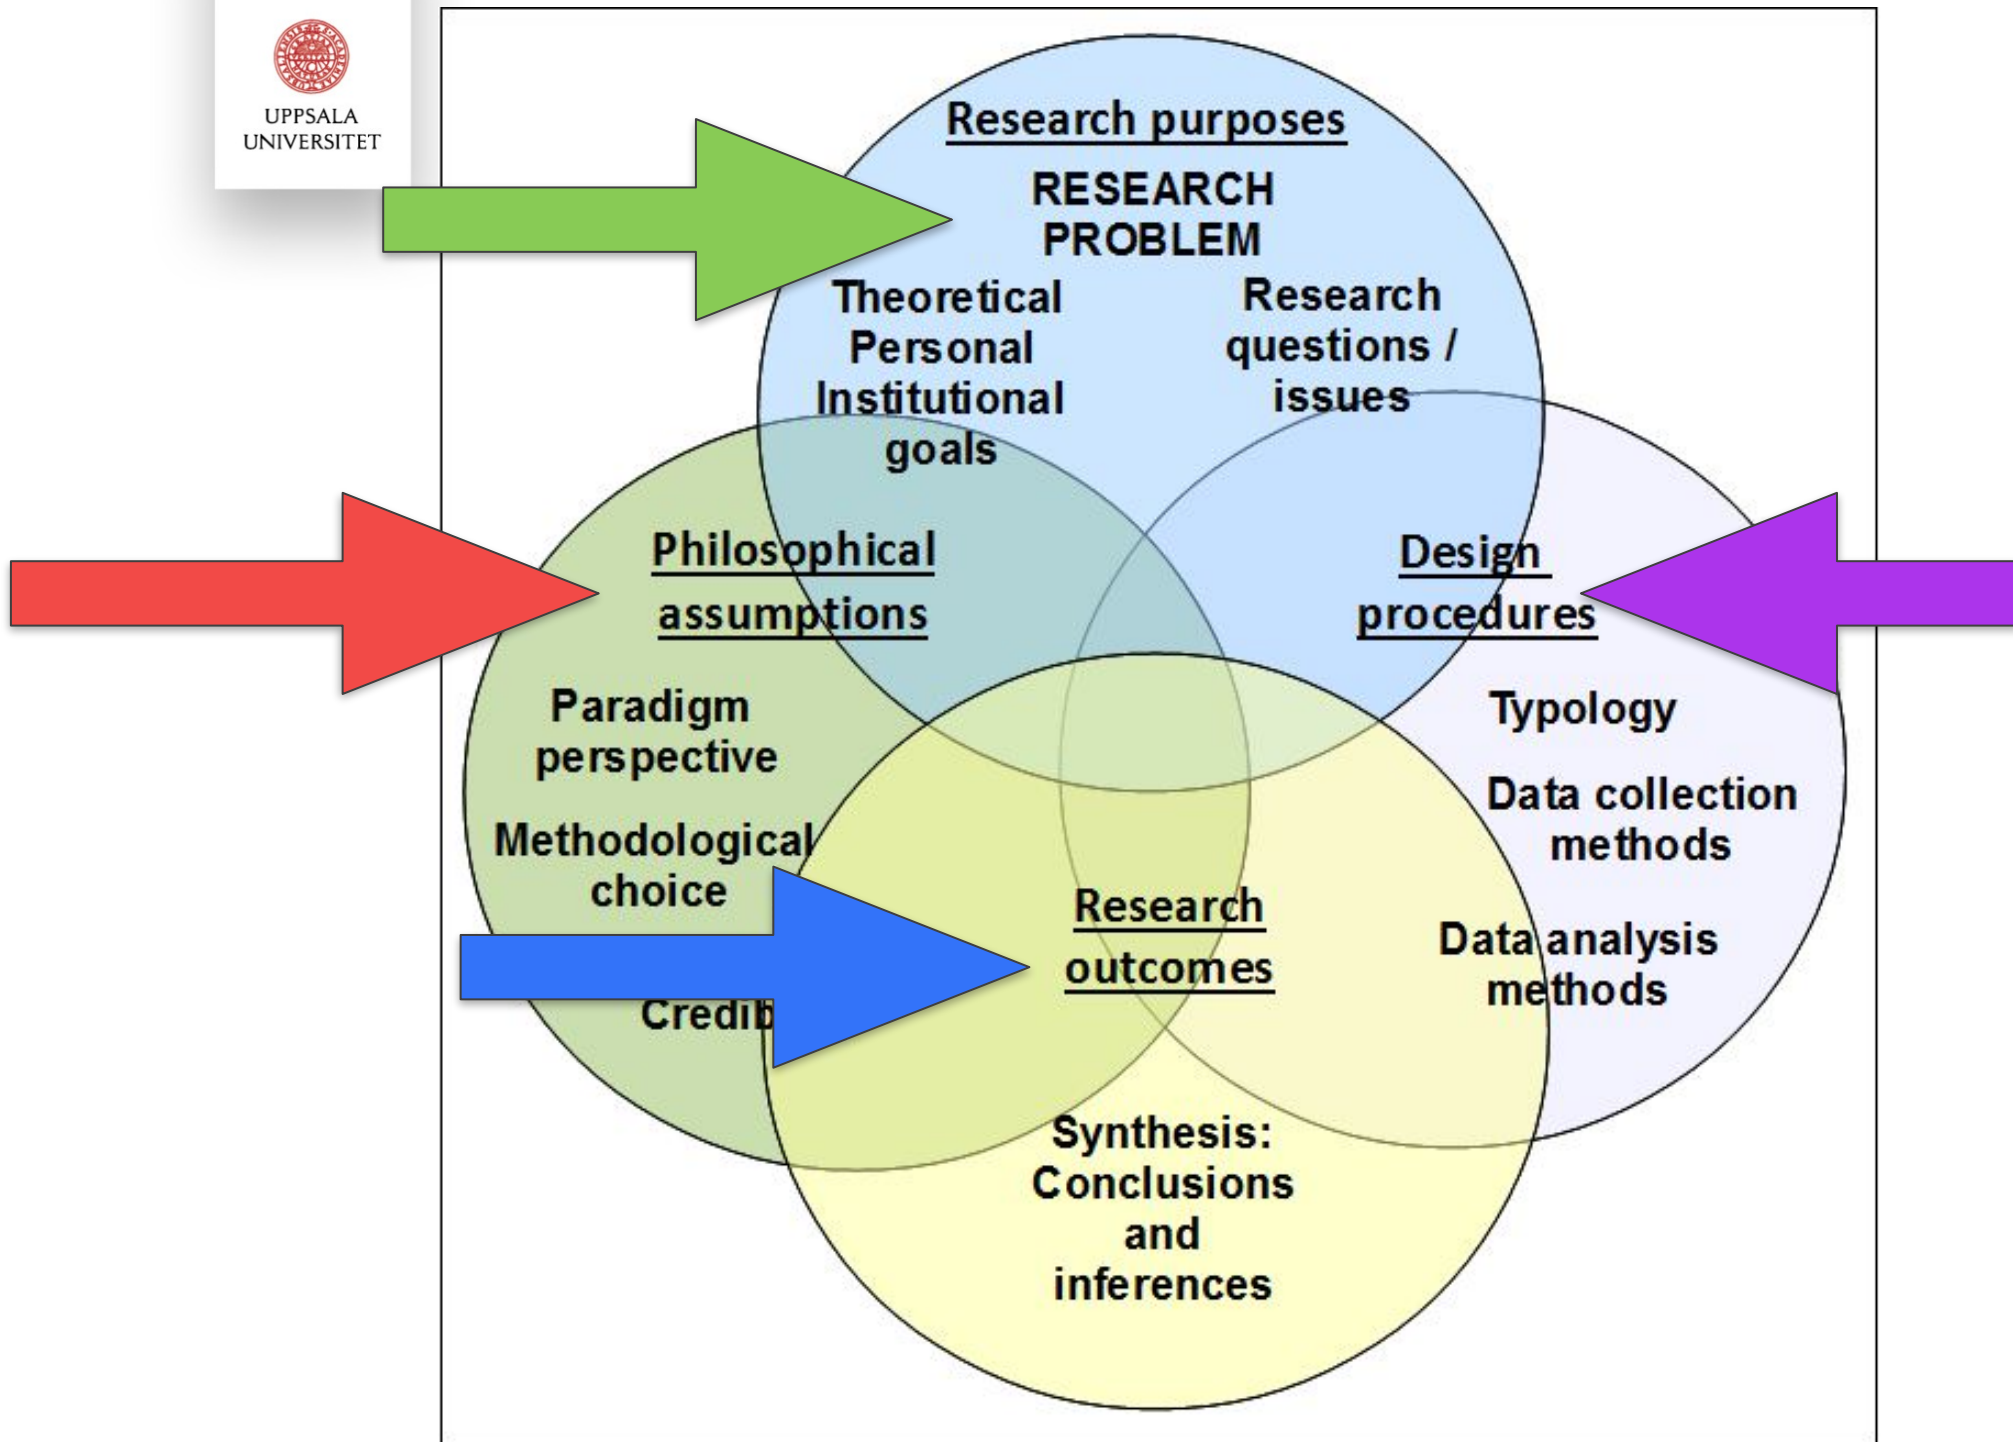 UPPSALA
UNIVERSITET
Research purposes
RESEARCH
PROBLEM
Theoretical
Personal
Institutional
goals
Research
questions /
issues
Philosophical
assumptions
Paradigm
perspective
Methodological
choice
Design
procedures
Typology
Data collection
methods
Data analysis
methods
Research
outcomes
Synthesis:
Conclusions
and
inferences